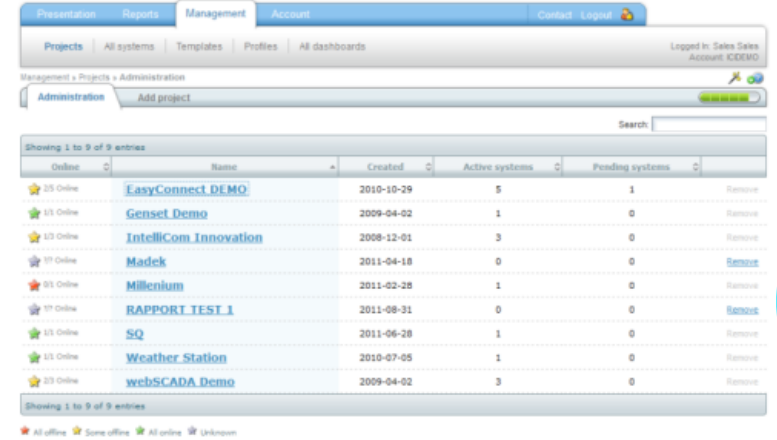 Presentation Reports Management Account Contact Logout
Projects All systems Templates Profiles All dashboards Logged in: Sales Sales
Account: ICDEMO
Management » Projects » Administration
Administration Add project
Search:
Showing 1 to 9 of 9 entries
Online Name Created Active systems Pending systems
2/5 Online EasyConnect DEMO 2010-10-29 5 1 Remove
1/1 Online Genset Demo 2009-04-02 1 0 Remove
1/3 Online IntelliCom Innovation 2008-12-01 3 0 Remove
?/? Online Madek 2011-04-18 0 0 Remove
0/1 Online Millenium 2011-02-28 1 0 Remove
?/? Online RAPPORT TEST 1 2011-08-31 0 0 Remove
1/1 Online SQ 2011-06-28 1 0 Remove
1/1 Online Weather Station 2010-07-05 1 0 Remove
2/3 Online webSCADA Demo 2009-04-02 3 0 Remove
Showing 1 to 9 of 9 entries
All offline Some offline All online Unknown